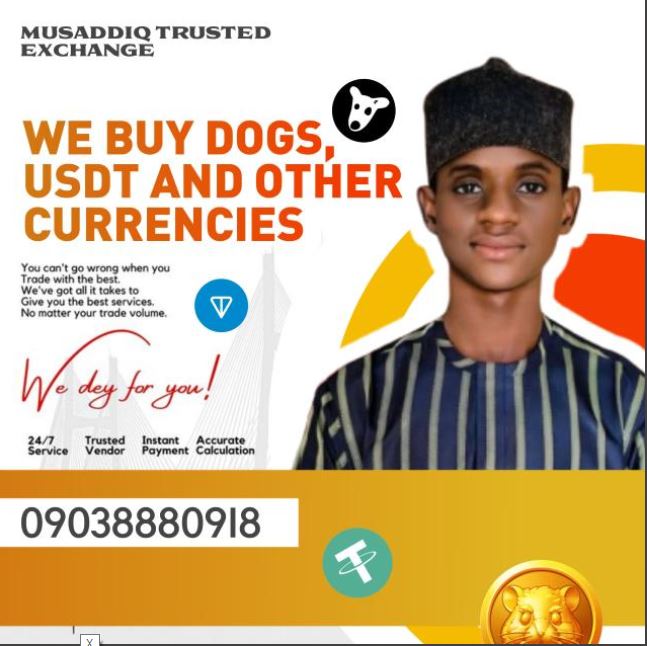 MUSADDIQ TRUSTED
EXCHANGE
WE BUY DOGS,
USDT AND OTHER
CURRENCIES
You can't go wrong when you
Trade with the best.
We've got all it takes to
Give you the best services.
No matter your trade volume.
We dey for you!
24/7 Service
Trusted Vendor
Instant Payment
Accurate Calculation
09038880918
X